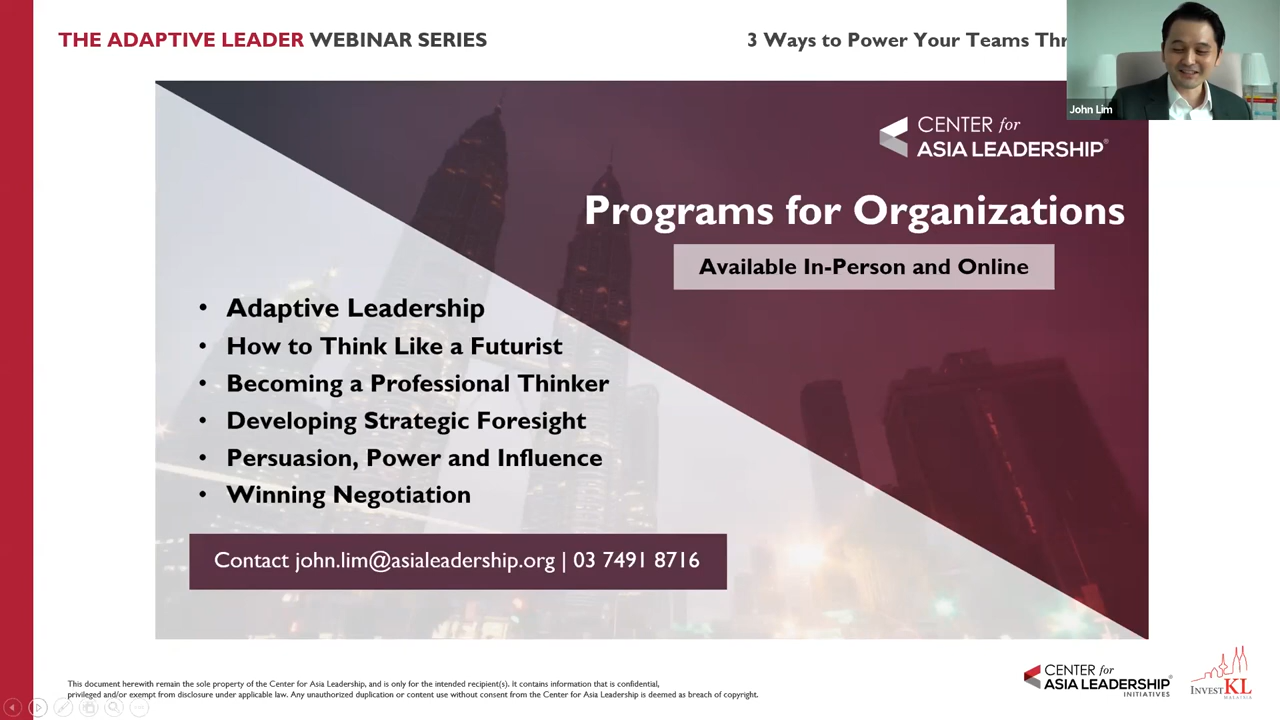 THE ADAPTIVE LEADER WEBINAR SERIES
3 Ways to Power Your Teams
John Lim
CENTER for
ASIA LEADERSHIP®
Programs for Organizations
Available In-Person and Online
• Adaptive Leadership
• How to Think Like a Futurist
• Becoming a Professional Thinker
• Developing Strategic Foresight
• Persuasion, Power and Influence
• Winning Negotiation
Contact john.lim@asialeadership.org | 03 7491 8716
This document herewith remain the sole property of the Center for Asia Leadership, and is only for the intended recipient(s). It contains information that is confidential,
privileged and/or exempt from disclosure under applicable law. Any unauthorized duplication or content use without consent from the Center for Asia Leadership is deemed as breach of copyright.
CENTER for
ASIA LEADERSHIP®
INITIATIVES
INVEST KL
MALAYSIA